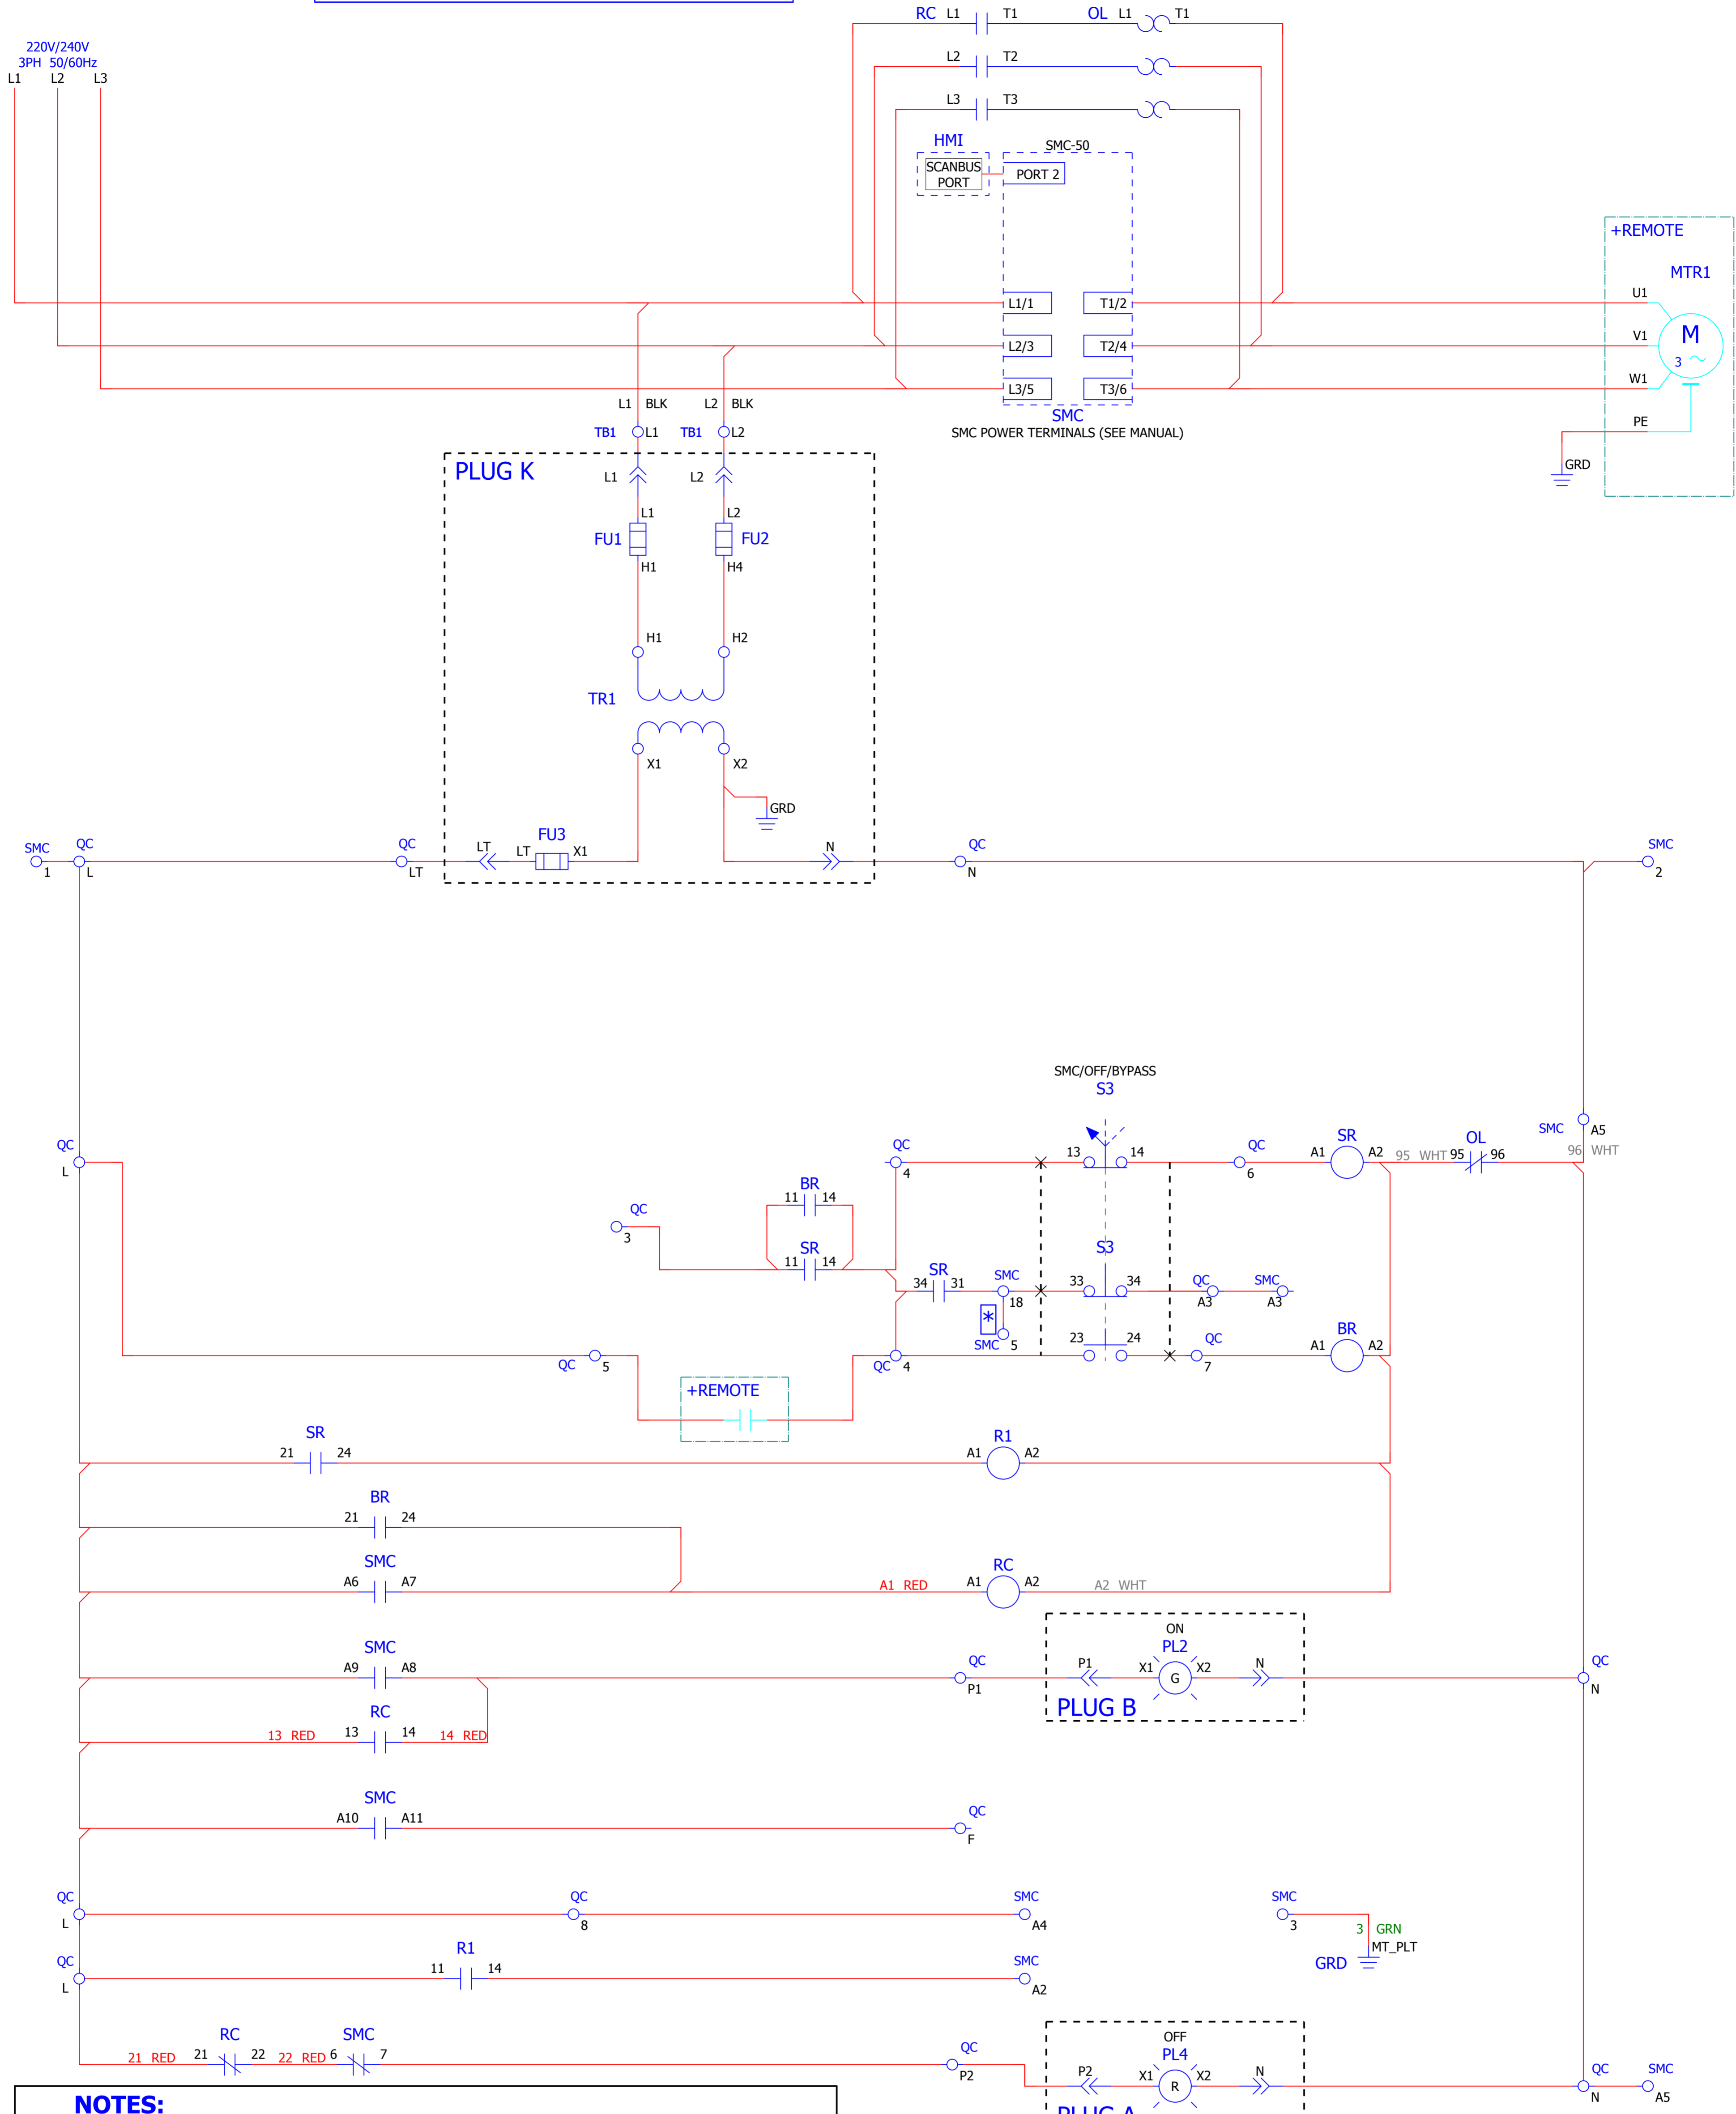 RC L1 T1 OL L1 T1
220V/240V
3PH 50/60Hz
L1 L2 L3
L2 T2
L3 T3
HMI SMC-50
SCANBUS
PORT
PORT 2
+REMOTE
MTR1
L1/1 T1/2 U1
L2/3 T2/4 V1 M
3
L3/5 T3/6 W1
L1 BLK L2 BLK
SMC
SMC POWER TERMINALS (SEE MANUAL)
PE
TB1 L1 TB1 L2
GRD
PLUG K
L1 L2
L1 L2
FU1 FU2
H1 H4
H1 H2
TR1
X1 X2
GRD
SMC QC QC LT LT FU3 X1 N QC SMC
1 L LT N 2
SMC/OFF/BYPASS
S3
SMC A5
QC QC 13 14 QC A1 SR A2 95 WHT 95 OL 96 96 WHT
L 4 6
BR
11 14
QC
3
SR S3
11 14
SR SMC QC SMC
34 31 33 34
18 A3 A3
*
SMC 5 23 24 QC BR
A1 A2
QC 5 QC 4 7
+REMOTE
SR R1
21 24 A1 A2
BR
21 24
SMC RC
A6 A7 A1 RED A1 A2 A2 WHT
ON
SMC PL2
A9 A8 QC P1 X1 G X2 N QC
P1 N
RC PLUG B
13 RED 13 14 14 RED
SMC
A10 A11 QC
F
QC QC SMC SMC
L 8 A4 3
3 GRN
MT_PLT
GRD
QC R1 SMC
11 14
L A2
OFF
RC SMC QC PL4
21 RED 21 22 22 RED 6 7 P2 P2 X1 R X2 N QC SMC
N A5
NOTES:
PLUG A